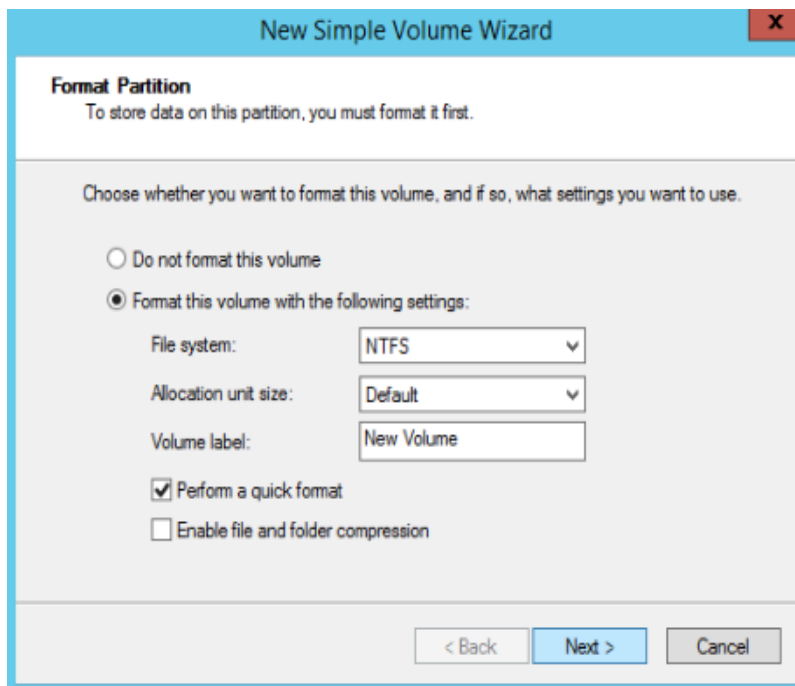 New Simple Volume Wizard
x
Format Partition
To store data on this partition, you must format it first.
Choose whether you want to format this volume, and if so, what settings you want to use.
Do not format this volume
Format this volume with the following settings:
File system: NTFS
Allocation unit size: Default
Volume label: New Volume
Perform a quick format
Enable file and folder compression
< Back Next > Cancel